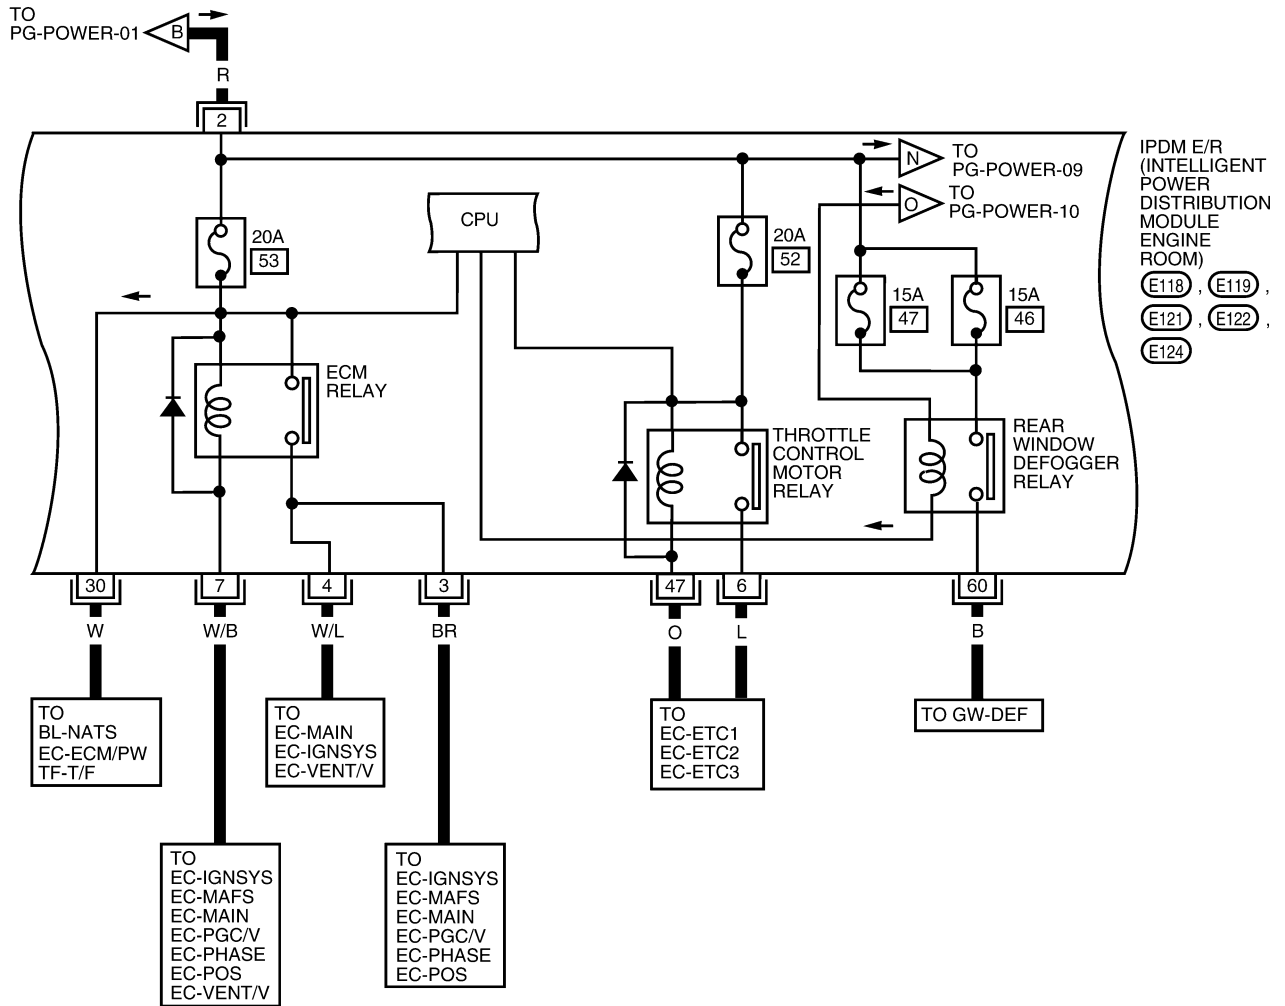 TO
PG-POWER-01
B
R
2
N
TO
PG-POWER-09
O
TO
PG-POWER-10
IPDM E/R
(INTELLIGENT
POWER
DISTRIBUTION
MODULE
ENGINE
ROOM)
E118 , E119 ,
E121 , E122 ,
E124
CPU
20A
53
20A
52
15A
47
15A
46
ECM
RELAY
THROTTLE
CONTROL
MOTOR
RELAY
REAR
WINDOW
DEFOGGER
RELAY
30
7
4
3
47
6
60
W
W/B
W/L
BR
O
L
B
TO
BL-NATS
EC-ECM/PW
TF-T/F
TO
EC-MAIN
EC-IGNSYS
EC-VENT/V
TO
EC-ETC1
EC-ETC2
EC-ETC3
TO GW-DEF
TO
EC-IGNSYS
EC-MAFS
EC-MAIN
EC-PGC/V
EC-PHASE
EC-POS
EC-VENT/V
TO
EC-IGNSYS
EC-MAFS
EC-MAIN
EC-PGC/V
EC-PHASE
EC-POS